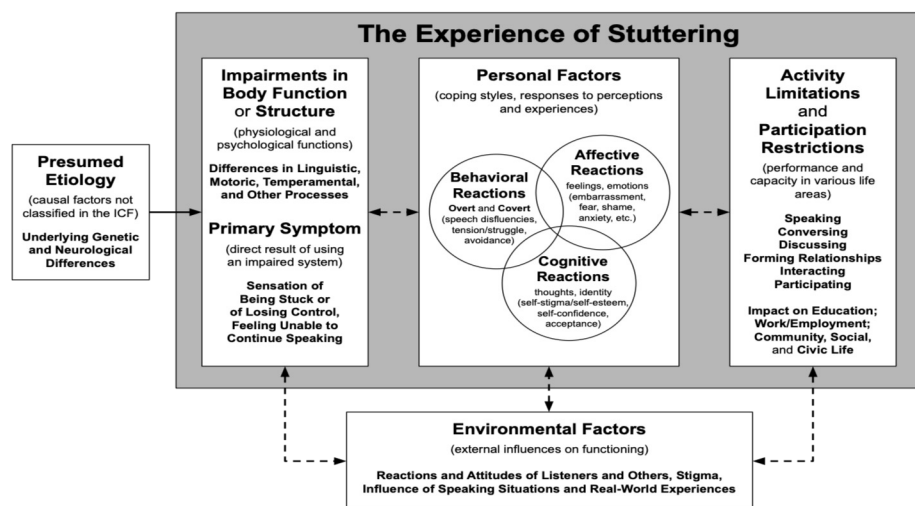 The Experience of Stuttering
Presumed Etiology
(causal factors not
classified in the ICF)
Underlying Genetic
and Neurological
Differences
Impairments in
Body Function
or Structure
(physiological and
psychological functions)
Differences in Linguistic,
Motoric, Temperamental,
and Other Processes
Primary Symptom
(direct result of using
an impaired system)
Sensation of
Being Stuck or
of Losing Control,
Feeling Unable to
Continue Speaking
Personal Factors
(coping styles, responses to perceptions
and experiences)
Behavioral
Reactions
Overt and Covert
(speech disfluencies,
tension/struggle,
avoidance)
Affective
Reactions
feelings, emotions
(embarrassment,
fear, shame,
anxiety, etc.)
Cognitive
Reactions
thoughts, identity
(self-stigma/self-esteem,
self-confidence,
acceptance)
Activity
Limitations
and
Participation
Restrictions
(performance and
capacity in various life
areas)
Speaking
Conversing
Discussing
Forming Relationships
Interacting
Participating
Impact on Education;
Work/Employment;
Community, Social,
and Civic Life
Environmental Factors
(external influences on functioning)
Reactions and Attitudes of Listeners and Others, Stigma,
Influence of Speaking Situations and Real-World Experiences